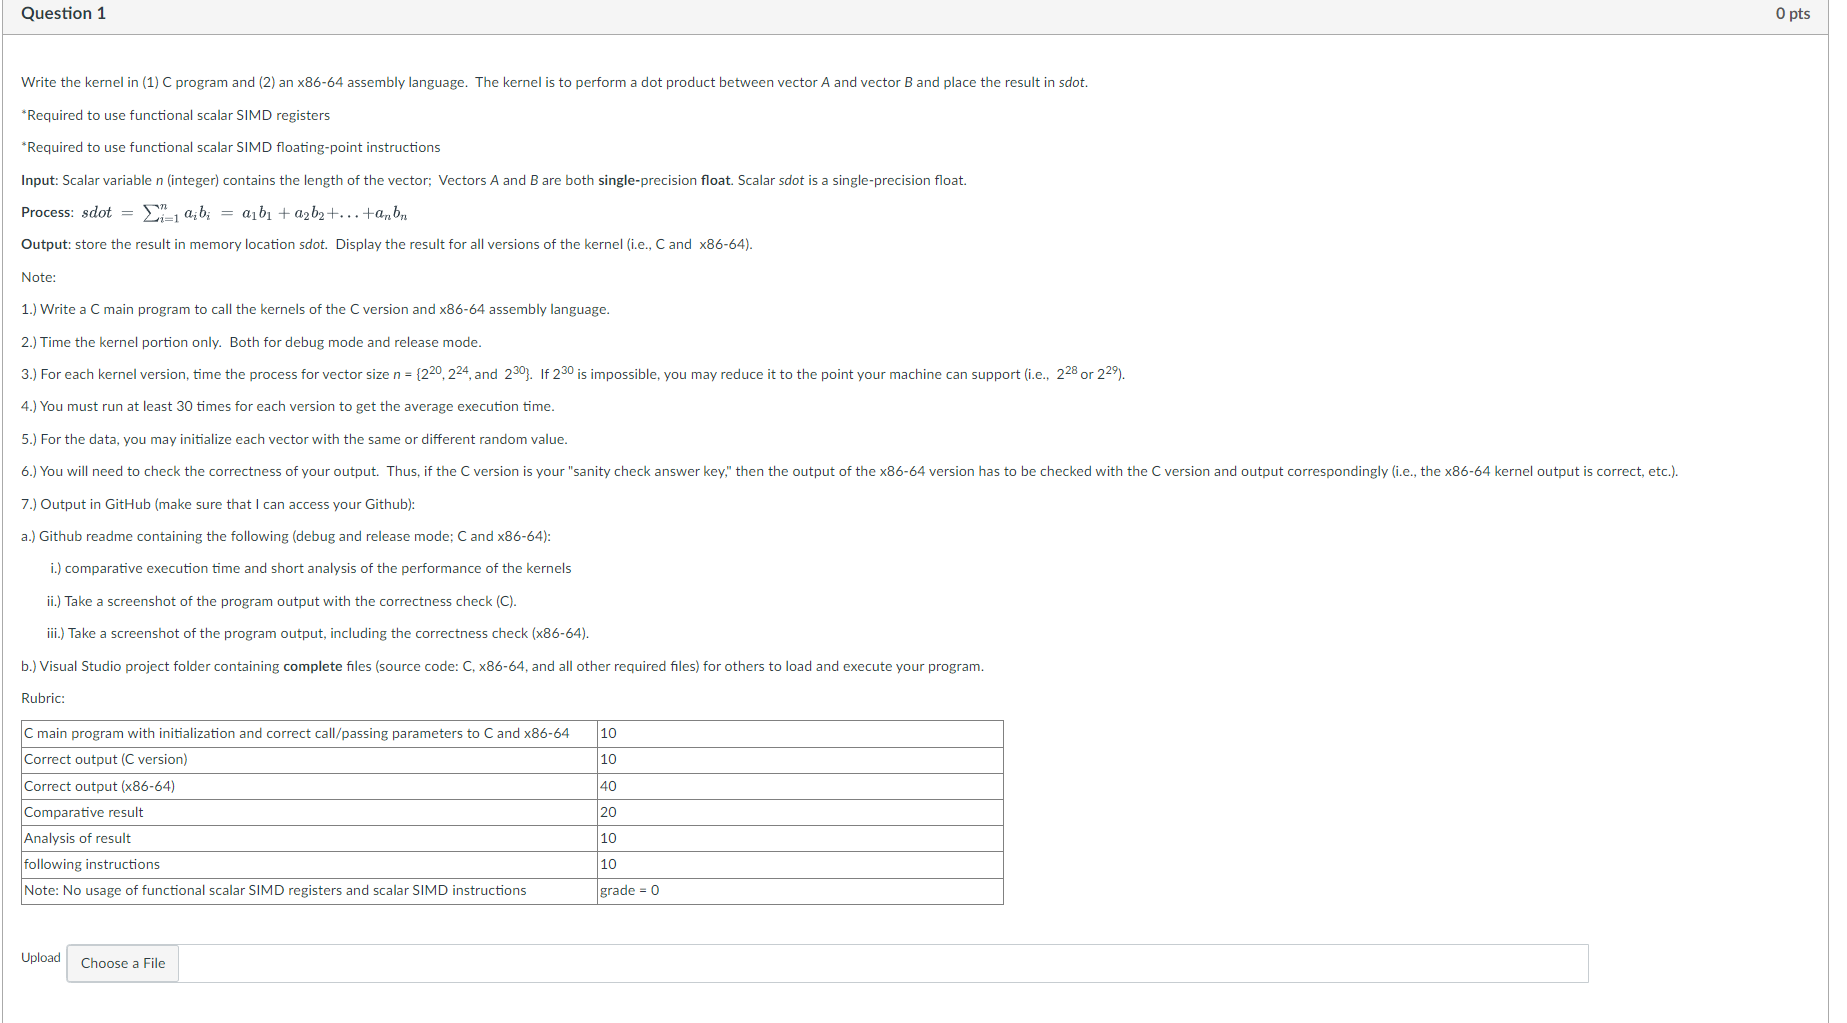 Question 1
0 pts
Write the kernel in (1) C program and (2) an x86-64 assembly language. The kernel is to perform a dot product between vector A and vector B and place the result in sdot.
*Required to use functional scalar SIMD registers
*Required to use functional scalar SIMD floating-point instructions
Input: Scalar variable n (integer) contains the length of the vector; Vectors A and B are both single-precision float. Scalar sdot is a single-precision float.
Process: sdot = ∑ⁿᵢ₌₁ aᵢbᵢ = a₁b₁ + a₂b₂+...+aₙbₙ
Output: store the result in memory location sdot. Display the result for all versions of the kernel (i.e., C and x86-64).
Note:
1.) Write a C main program to call the kernels of the C version and x86-64 assembly language.
2.) Time the kernel portion only. Both for debug mode and release mode.
3.) For each kernel version, time the process for vector size n = {2²⁰, 2²⁴, and 2³⁰}. If 2³⁰ is impossible, you may reduce it to the point your machine can support (i.e., 2²⁸ or 2²⁹).
4.) You must run at least 30 times for each version to get the average execution time.
5.) For the data, you may initialize each vector with the same or different random value.
6.) You will need to check the correctness of your output. Thus, if the C version is your "sanity check answer key," then the output of the x86-64 version has to be checked with the C version and output correspondingly (i.e., the x86-64 kernel output is correct, etc.).
7.) Output in GitHub (make sure that I can access your Github):
a.) Github readme containing the following (debug and release mode; C and x86-64):
i.) comparative execution time and short analysis of the performance of the kernels
ii.) Take a screenshot of the program output with the correctness check (C).
iii.) Take a screenshot of the program output, including the correctness check (x86-64).
b.) Visual Studio project folder containing complete files (source code: C, x86-64, and all other required files) for others to load and execute your program.
Rubric:
C main program with initialization and correct call/passing parameters to C and x86-64 10
Correct output (C version) 10
Correct output (x86-64) 40
Comparative result 20
Analysis of result 10
following instructions 10
Note: No usage of functional scalar SIMD registers and scalar SIMD instructions grade = 0
Upload Choose a File